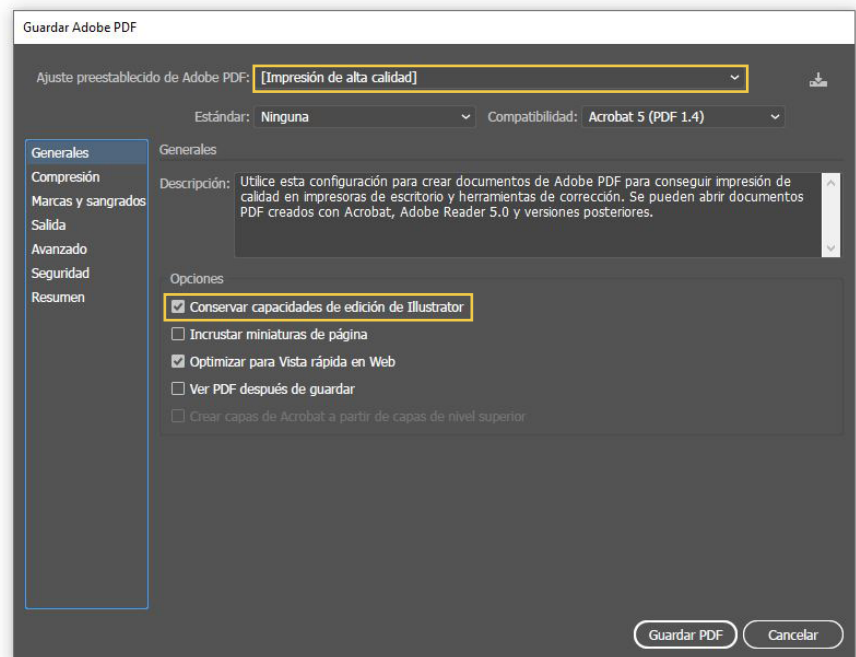 Guardar Adobe PDF
Ajuste preestablecido de Adobe PDF: [Impresión de alta calidad]
Estándar: Ninguna Compatibilidad: Acrobat 5 (PDF 1.4)
Generales
Compresión
Marcas y sangrados
Salida
Avanzado
Seguridad
Resumen
Generales
Descripción: Utilice esta configuración para crear documentos de Adobe PDF para conseguir impresión de
calidad en impresoras de escritorio y herramientas de corrección. Se pueden abrir documentos
PDF creados con Acrobat, Adobe Reader 5.0 y versiones posteriores.
Opciones
Conservar capacidades de edición de Illustrator
Incrustar miniaturas de página
Optimizar para Vista rápida en Web
Ver PDF después de guardar
Crear capas de Acrobat a partir de capas de nivel superior
Guardar PDF Cancelar